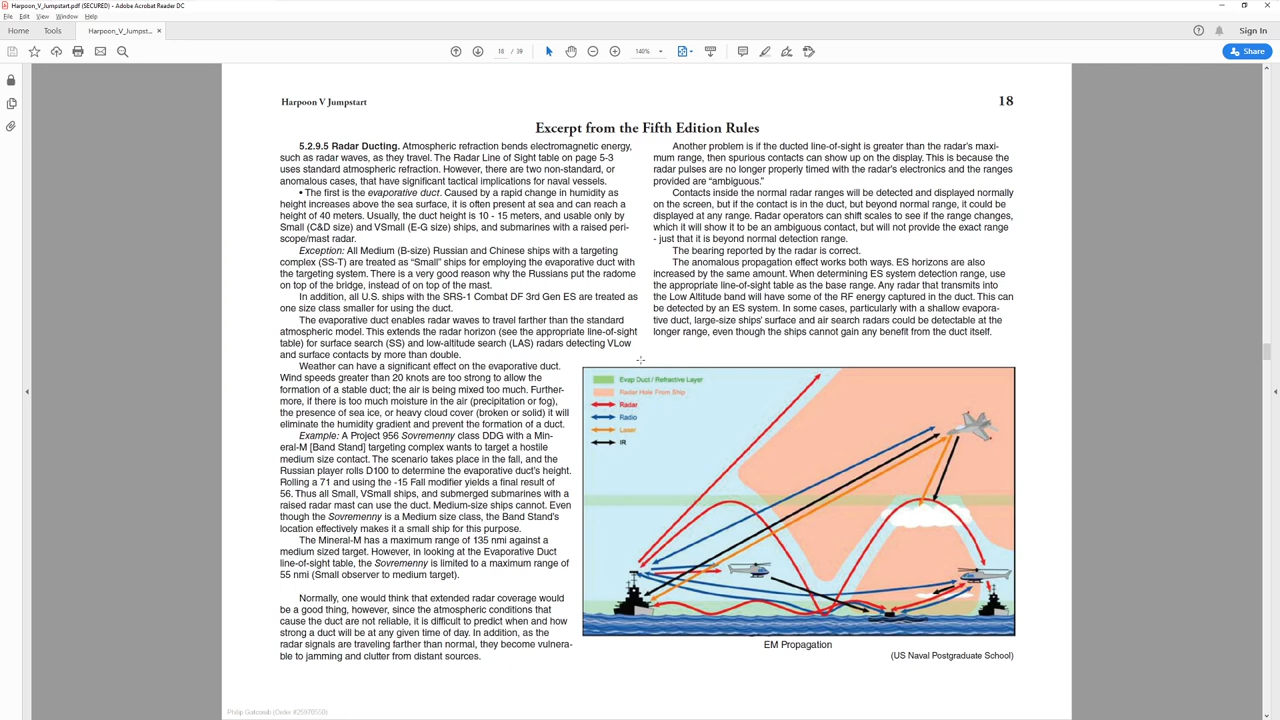 Harpoon_V_Jumpstart.pdf (SECURED) - Adobe Acrobat Reader DC
File Edit View Window Help
Home Tools Harpoon_V_Jumpst... × Sign In
18 / 39 140% Share
Harpoon V Jumpstart 18
Excerpt from the Fifth Edition Rules
5.2.9.5 Radar Ducting. Atmospheric refraction bends electromagnetic energy,
such as radar waves, as they travel. The Radar Line of Sight table on page 5-3
uses standard atmospheric refraction. However, there are two non-standard, or
anomalous cases, that have significant tactical implications for naval vessels.
• The first is the evaporative duct. Caused by a rapid change in humidity as
height increases above the sea surface, it is often present at sea and can reach a
height of 40 meters. Usually, the duct height is 10 - 15 meters, and usable only by
Small (C&D size) and VSmall (E-G size) ships, and submarines with a raised peri-
scope/mast radar.
Exception: All Medium (B-size) Russian and Chinese ships with a targeting
complex (SS-T) are treated as “Small” ships for employing the evaporative duct with
the targeting system. There is a very good reason why the Russians put the radome
on top of the bridge, instead of on top of the mast.
In addition, all U.S. ships with the SRS-1 Combat DF 3rd Gen ES are treated as
one size class smaller for using the duct.
The evaporative duct enables radar waves to travel farther than the standard
atmospheric model. This extends the radar horizon (see the appropriate line-of-sight
table) for surface search (SS) and low-altitude search (LAS) radars detecting VLow
and surface contacts by more than double.
Weather can have a significant effect on the evaporative duct.
Wind speeds greater than 20 knots are too strong to allow the
formation of a stable duct; the air is being mixed too much. Further-
more, if there is too much moisture in the air (precipitation or fog),
the presence of sea ice, or heavy cloud cover (broken or solid) it will
eliminate the humidity gradient and prevent the formation of a duct.
Example: A Project 956 Sovremenny class DDG with a Min-
eral-M [Band Stand] targeting complex wants to target a hostile
medium size contact. The scenario takes place in the fall, and the
Russian player rolls D100 to determine the evaporative duct's height.
Rolling a 71 and using the -15 Fall modifier yields a final result of
56. Thus all Small, VSmall ships, and submerged submarines with a
raised radar mast can use the duct. Medium-size ships cannot. Even
though the Sovremenny is a Medium size class, the Band Stand's
location effectively makes it a small ship for this purpose.
The Mineral-M has a maximum range of 135 nmi against a
medium sized target. However, in looking at the Evaporative Duct
line-of-sight table, the Sovremenny is limited to a maximum range of
55 nmi (Small observer to medium target).
Normally, one would think that extended radar coverage would
be a good thing, however, since the atmospheric conditions that
cause the duct are not reliable, it is difficult to predict when and how
strong a duct will be at any given time of day. In addition, as the
radar signals are traveling farther than normal, they become vulnera-
ble to jamming and clutter from distant sources.
Another problem is if the ducted line-of-sight is greater than the radar's maxi-
mum range, then spurious contacts can show up on the display. This is because the
radar pulses are no longer properly timed with the radar's electronics and the ranges
provided are “ambiguous.”
Contacts inside the normal radar ranges will be detected and displayed normally
on the screen, but if the contact is in the duct, but beyond normal range, it could be
displayed at any range. Radar operators can shift scales to see if the range changes,
which it will show it to be an ambiguous contact, but will not provide the exact range
- just that it is beyond normal detection range.
The bearing reported by the radar is correct.
The anomalous propagation effect works both ways. ES horizons are also
increased by the same amount. When determining ES system detection range, use
the appropriate line-of-sight table as the base range. Any radar that transmits into
the Low Altitude band will have some of the RF energy captured in the duct. This can
be detected by an ES system. In some cases, particularly with a shallow evapora-
tive duct, large-size ships' surface and air search radars could be detectable at the
longer range, even though the ships cannot gain any benefit from the duct itself.
Evap Duct / Refractive Layer
Radar Hole From Ship
Radar
Radio
Laser
IR
EM Propagation
(US Naval Postgraduate School)